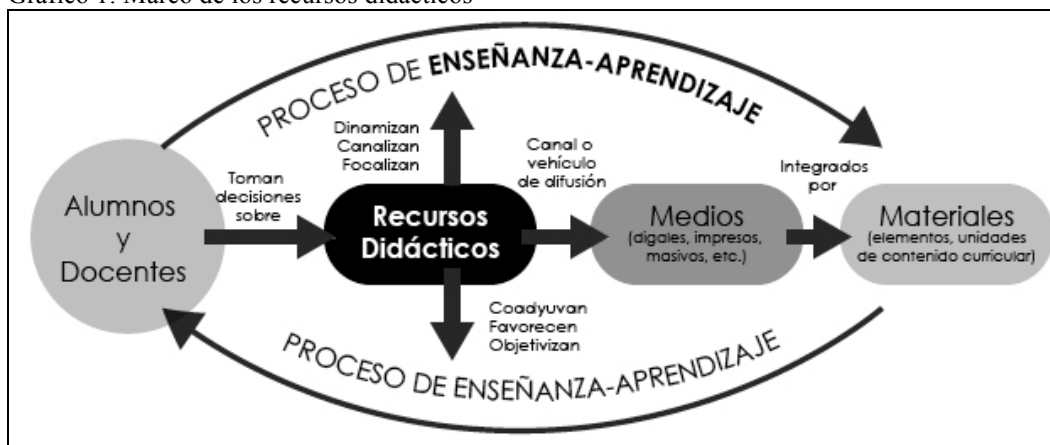 Gráfico 1: Marco de los recursos didácticos
PROCESO DE ENSEÑANZA-APRENDIZAJE
Dinamizan
Canalizan
Focalizan
Canal o
vehículo
de difusión
Integrados
por
Toman
decisiones
sobre
Alumnos
y
Docentes
Recursos
Didácticos
Medios
(digales, impresos,
masivos, etc.)
Materiales
(elementos, unidades
de contenido curricular)
Coadyuvan
Favorecen
Objetivizan
PROCESO DE ENSEÑANZA-APRENDIZAJE